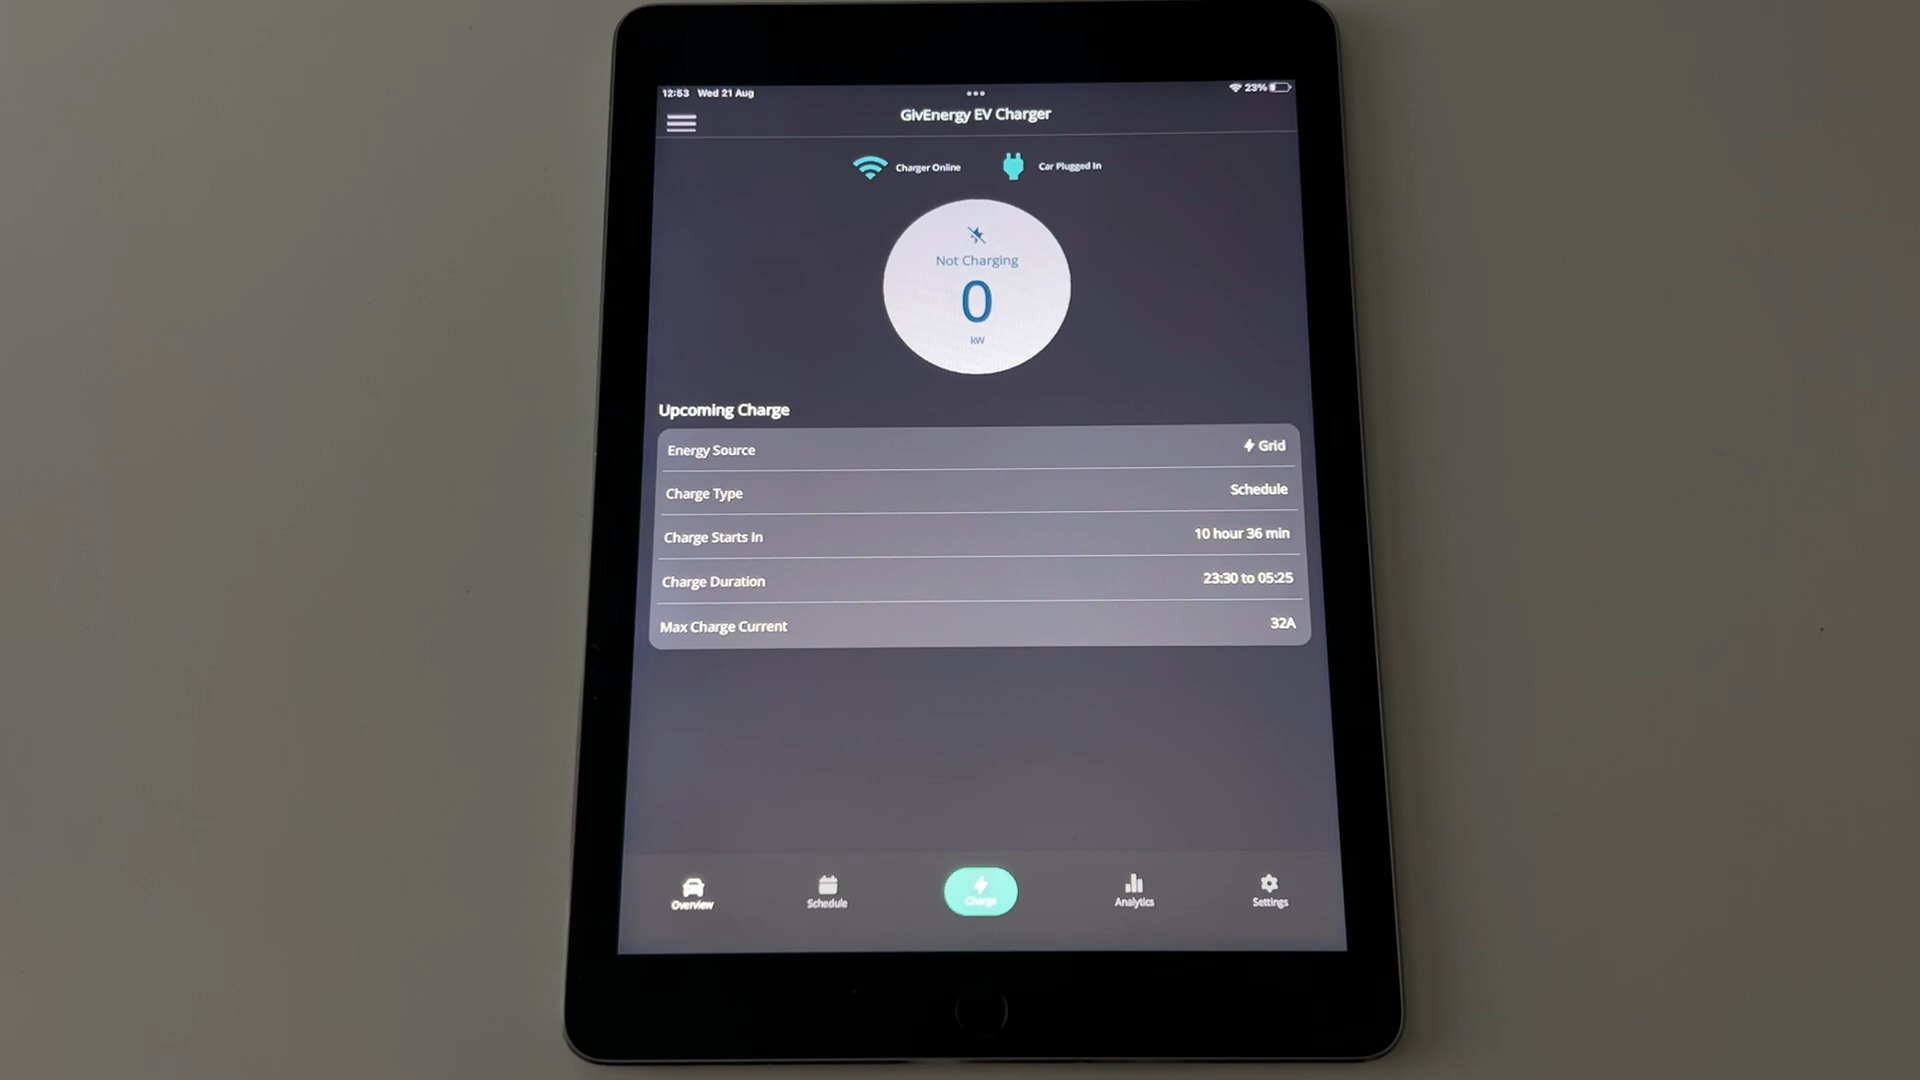 12:53 Wed 21 Aug
23%
GivEnergy EV Charger
Charger Online
Car Plugged In
Not Charging
0
kW
Upcoming Charge
Energy Source Grid
Charge Type Schedule
Charge Starts In 10 hour 36 min
Charge Duration 23:30 to 05:25
Max Charge Current 32A
Overview
Schedule
Charge
Analytics
Settings